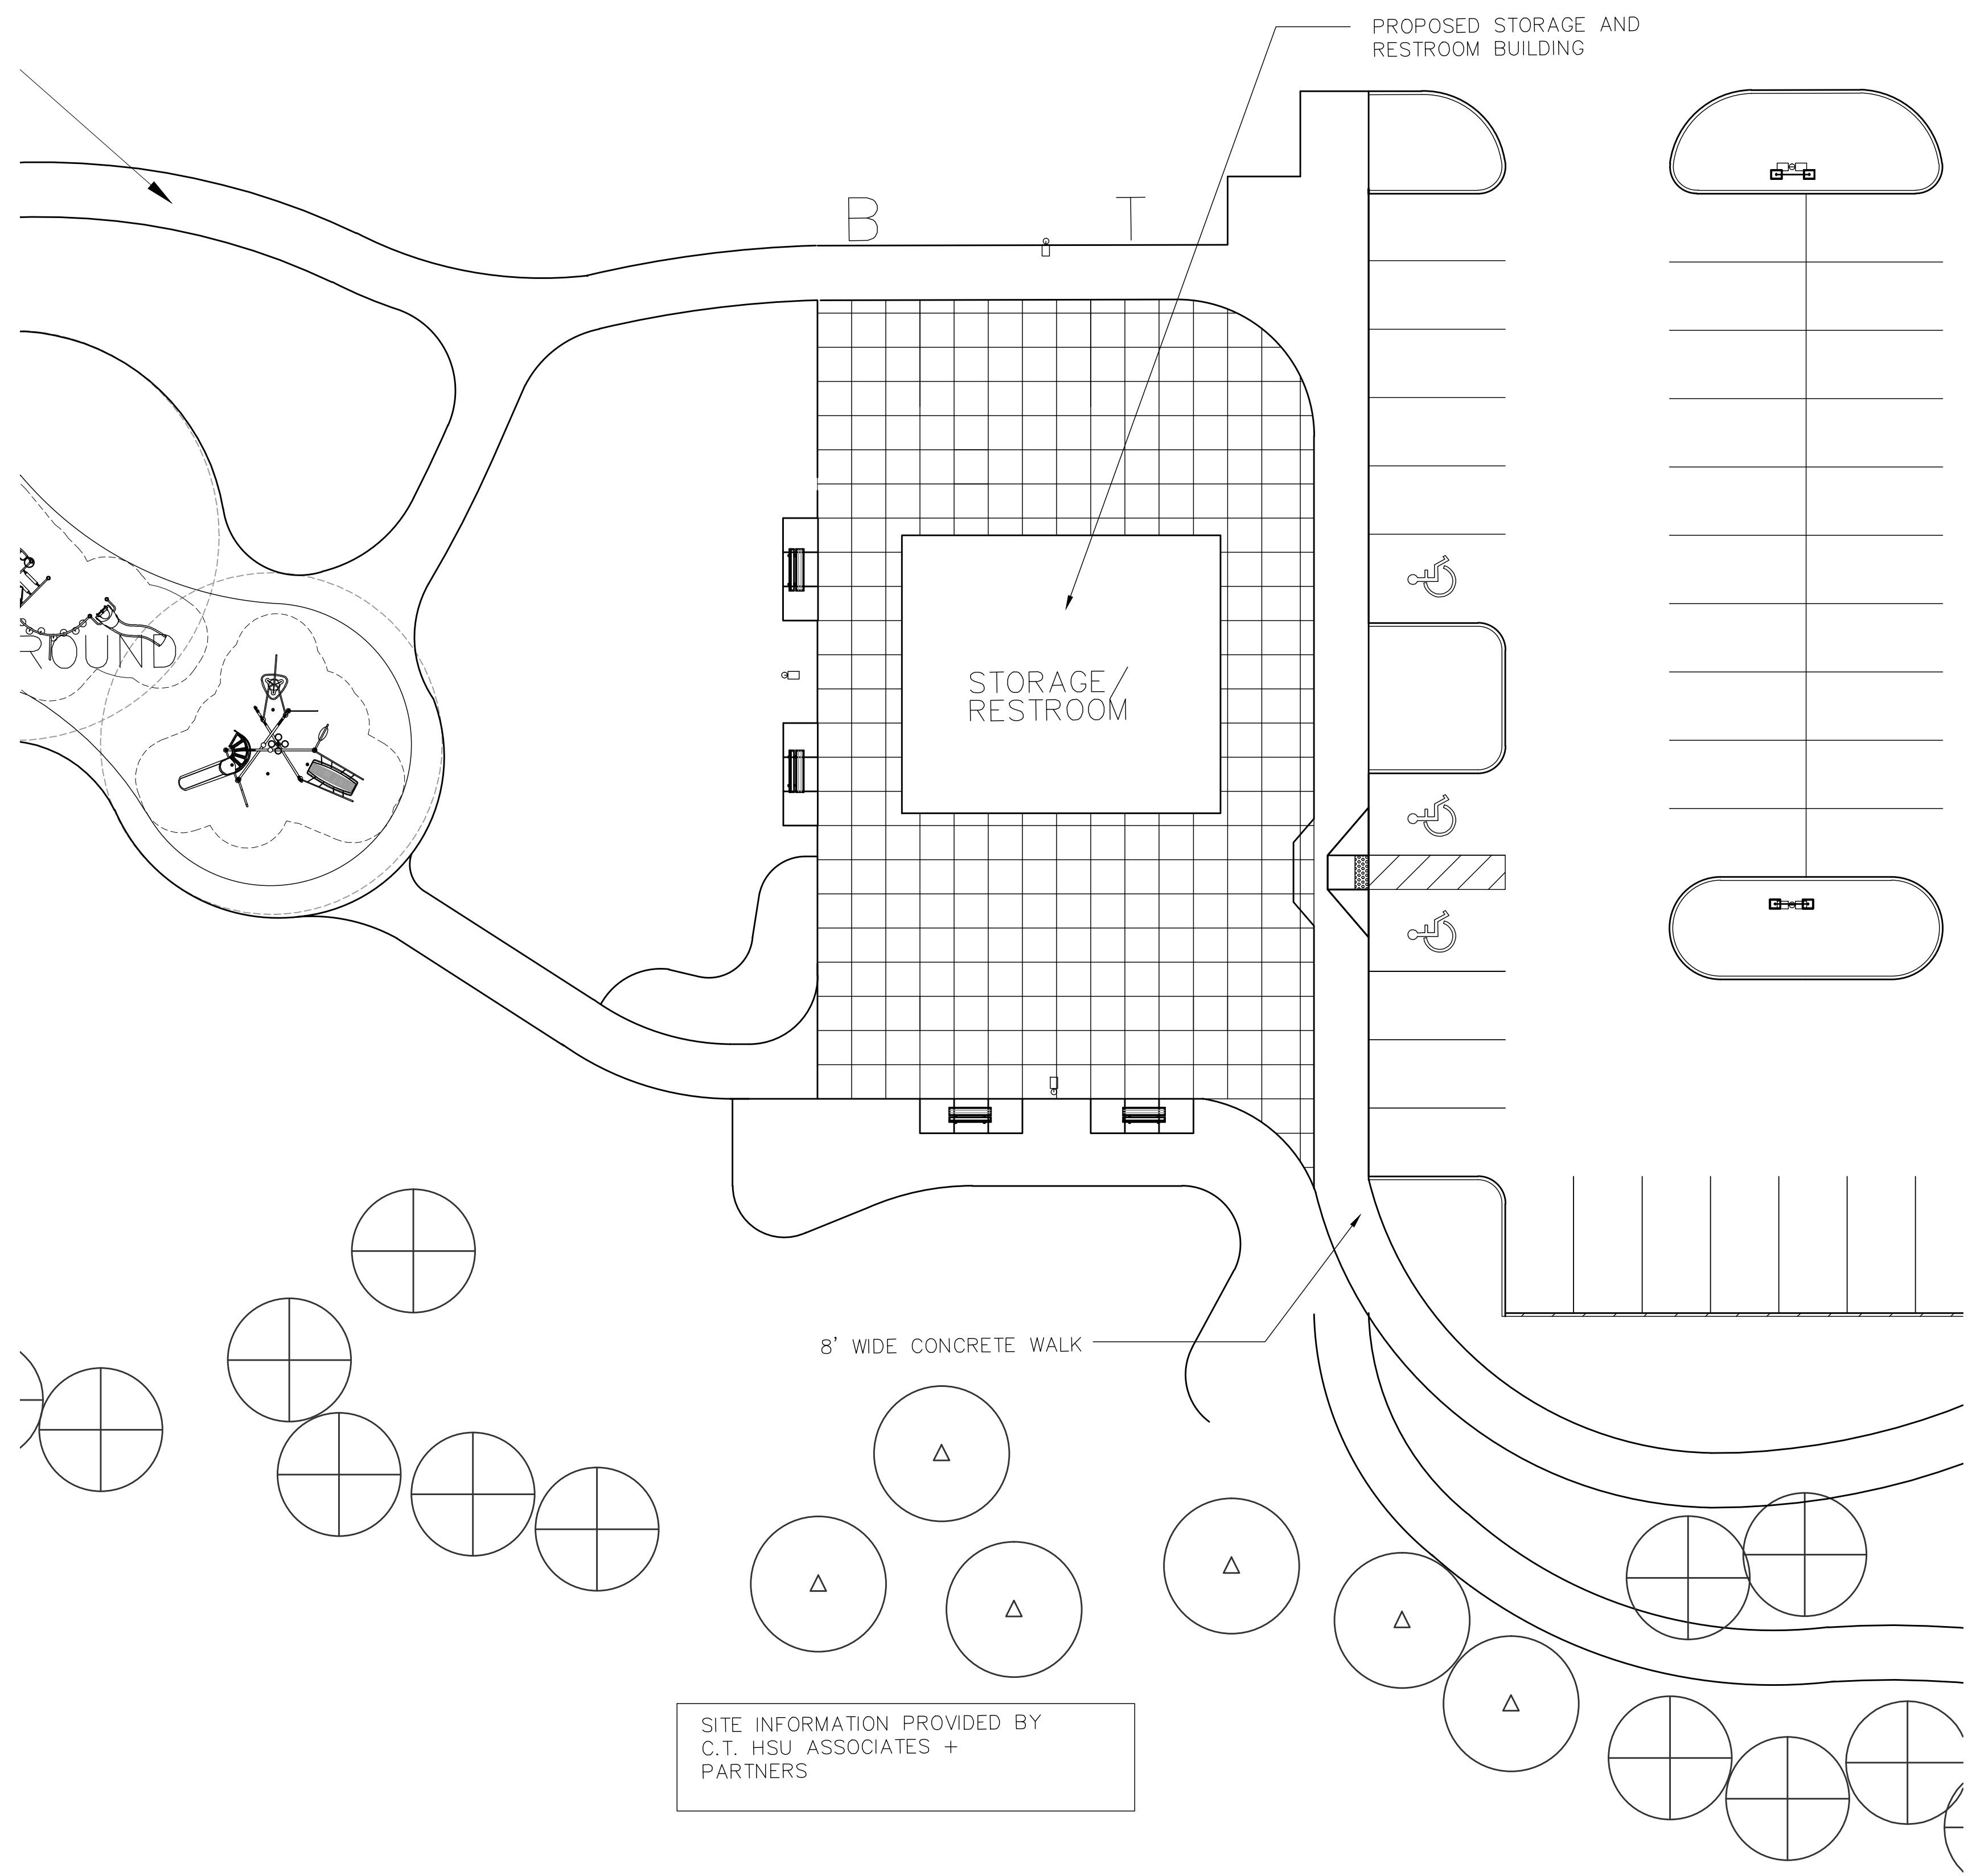 PROPOSED STORAGE AND
RESTROOM BUILDING
B T
ROUND
STORAGE/
RESTROOM
8' WIDE CONCRETE WALK
SITE INFORMATION PROVIDED BY
C.T. HSU ASSOCIATES +
PARTNERS